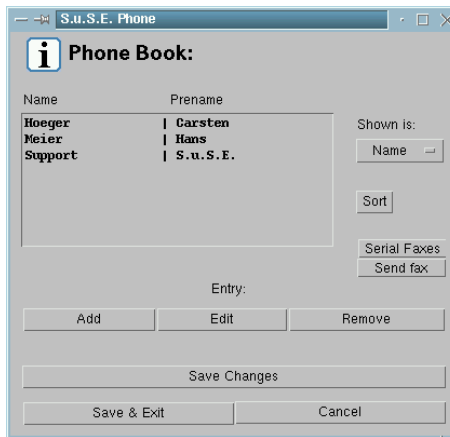 S.u.S.E. Phone
i Phone Book:
Name Prename
Hoeger | Carsten
Meier | Hans
Support | S.u.S.E.
Shown is:
Name
Sort
Serial Faxes
Send fax
Entry:
Add Edit Remove
Save Changes
Save & Exit Cancel